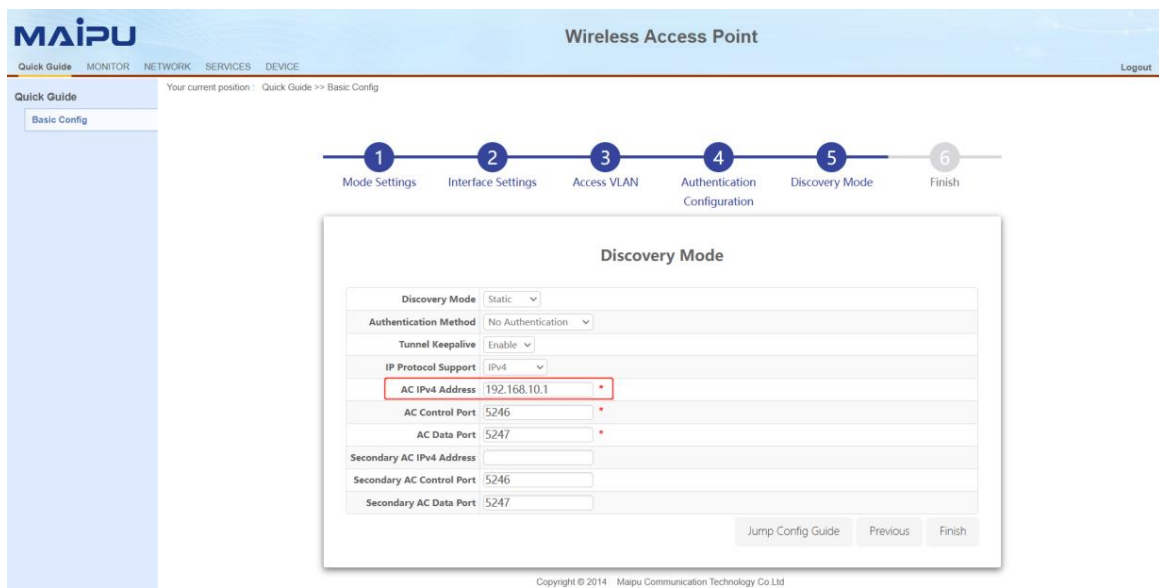 MAIPU
Wireless Access Point
Quick Guide MONITOR NETWORK SERVICES DEVICE Logout
Quick Guide
Basic Config
Your current position : Quick Guide >> Basic Config
1 2 3 4 5 6
Mode Settings Interface Settings Access VLAN Authentication Configuration Discovery Mode Finish
Discovery Mode
Discovery Mode Static
Authentication Method No Authentication
Tunnel Keepalive Enable
IP Protocol Support IPv4
AC IPv4 Address 192.168.10.1 *
AC Control Port 5246 *
AC Data Port 5247 *
Secondary AC IPv4 Address
Secondary AC Control Port 5246
Secondary AC Data Port 5247
Jump Config Guide Previous Finish
Copyright © 2014 Maipu Communication Technology Co.Ltd